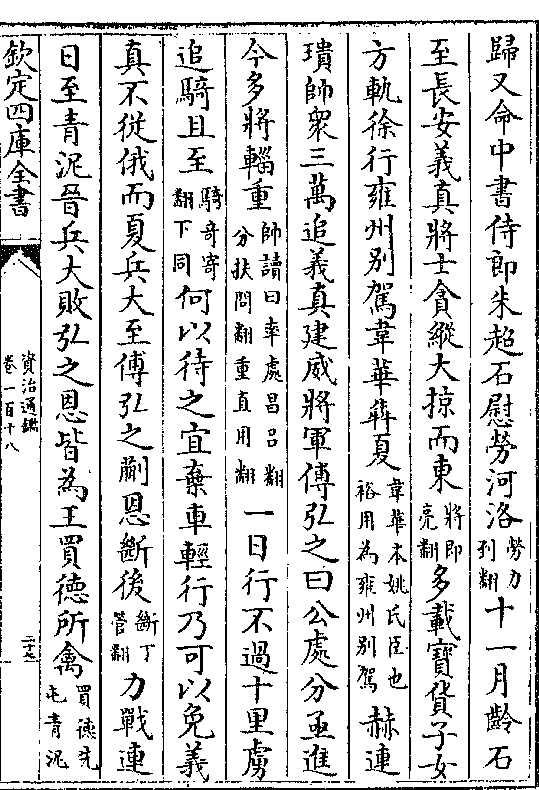 歸又命中書侍郎朱超石慰勞河洛勞力到翻十一月齡石
至長安義真將士貪縱大掠而東將即亮翻多載寶貨子女
方軌徐行雍州别駕韋華犇夏韋華本姚氏臣也裕用為雍州别駕赫連
璝帥衆三萬追義真建威將軍傅弘之曰公處分亟進
今多將輜重帥讀曰率處昌呂翻分扶問翻重直用翻一日行不過十里虜
追騎且至騎奇寄翻下同何以待之宜棄車輕行乃可以免義
真不從俄而夏兵大至傅弘之蒯恩斷後斷丁管翻力戰連
日至青泥晉兵大敗弘之恩皆為王買德所禽買德先屯青泥
欽定四庫全書
資治通鑑
卷一百十八